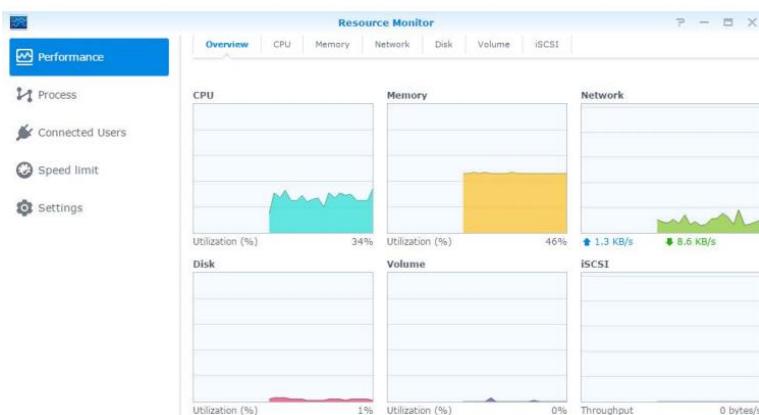 Resource Monitor
Performance
Process
Connected Users
Speed limit
Settings
Overview CPU Memory Network Disk Volume iSCSI
CPU Memory Network
Utilization (%) 34% Utilization (%) 46% 1.3 KB/s 8.6 KB/s
Disk Volume iSCSI
Utilization (%) 1% Utilization (%) 0% Throughput 0 bytes/s